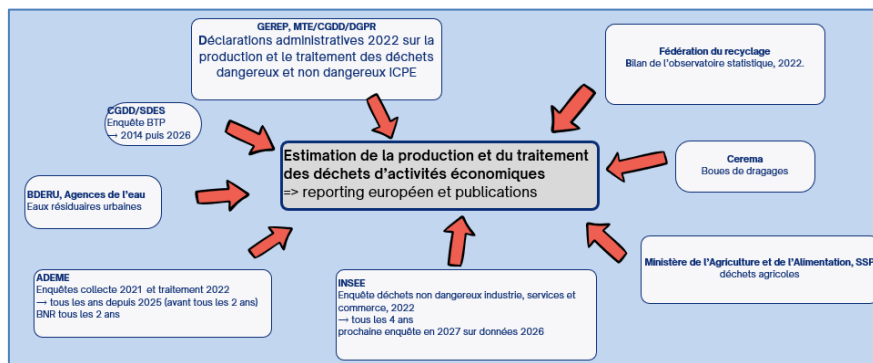 GEREP, MTE/CGDD/DGPR
Déclarations administratives 2022 sur la
production et le traitement des déchets
dangereux et non dangereux ICPE
Fédération du recyclage
Bilan de l'observatoire statistique, 2022.
CGDD/SDES
Enquête BTP
→ 2014 puis 2026
Estimation de la production et du traitement
des déchets d'activités économiques
=> reporting européen et publications
Cerema
Boues de dragages
BDERU, Agences de l'eau
Eaux résiduaires urbaines
Ministère de l'Agriculture et de l'Alimentation, SSP
déchets agricoles
ADEME
Enquêtes collecte 2021 et traitement 2022
→ tous les ans depuis 2025 (avant tous les 2 ans)
BNR tous les 2 ans
INSEE
Enquête déchets non dangereux industrie, services et
commerce, 2022
→ tous les 4 ans
prochaine enquête en 2027 sur données 2026